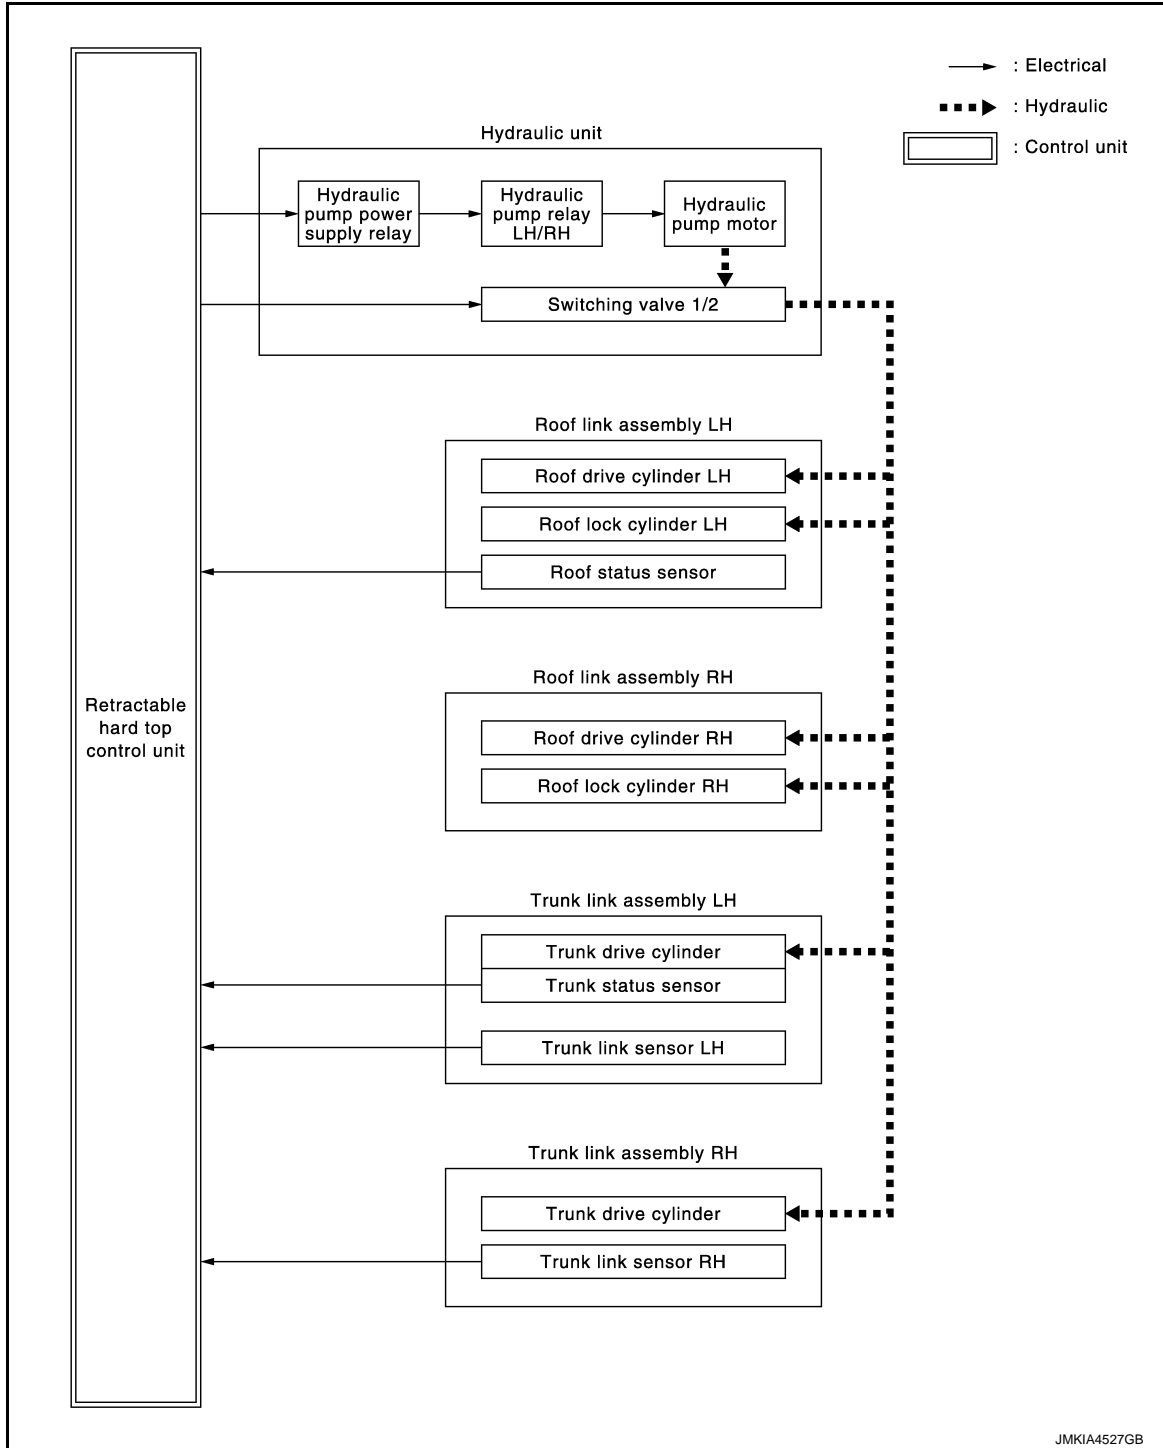 : Electrical
: Hydraulic
: Control unit
Hydraulic unit
Hydraulic
pump power
supply relay
Hydraulic
pump relay
LH/RH
Hydraulic
pump motor
Switching valve 1/2
Roof link assembly LH
Roof drive cylinder LH
Roof lock cylinder LH
Roof status sensor
Retractable
hard top
control unit
Roof link assembly RH
Roof drive cylinder RH
Roof lock cylinder RH
Trunk link assembly LH
Trunk drive cylinder
Trunk status sensor
Trunk link sensor LH
Trunk link assembly RH
Trunk drive cylinder
Trunk link sensor RH
JMKIA4527GB